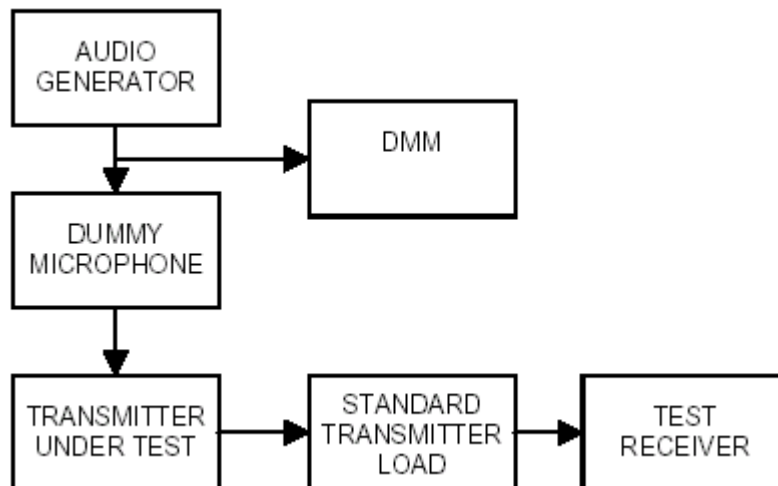 AUDIO
GENERATOR
DMM
DUMMY
MICROPHONE
TRANSMITTER
UNDER TEST
STANDARD
TRANSMITTER
LOAD
TEST
RECEIVER